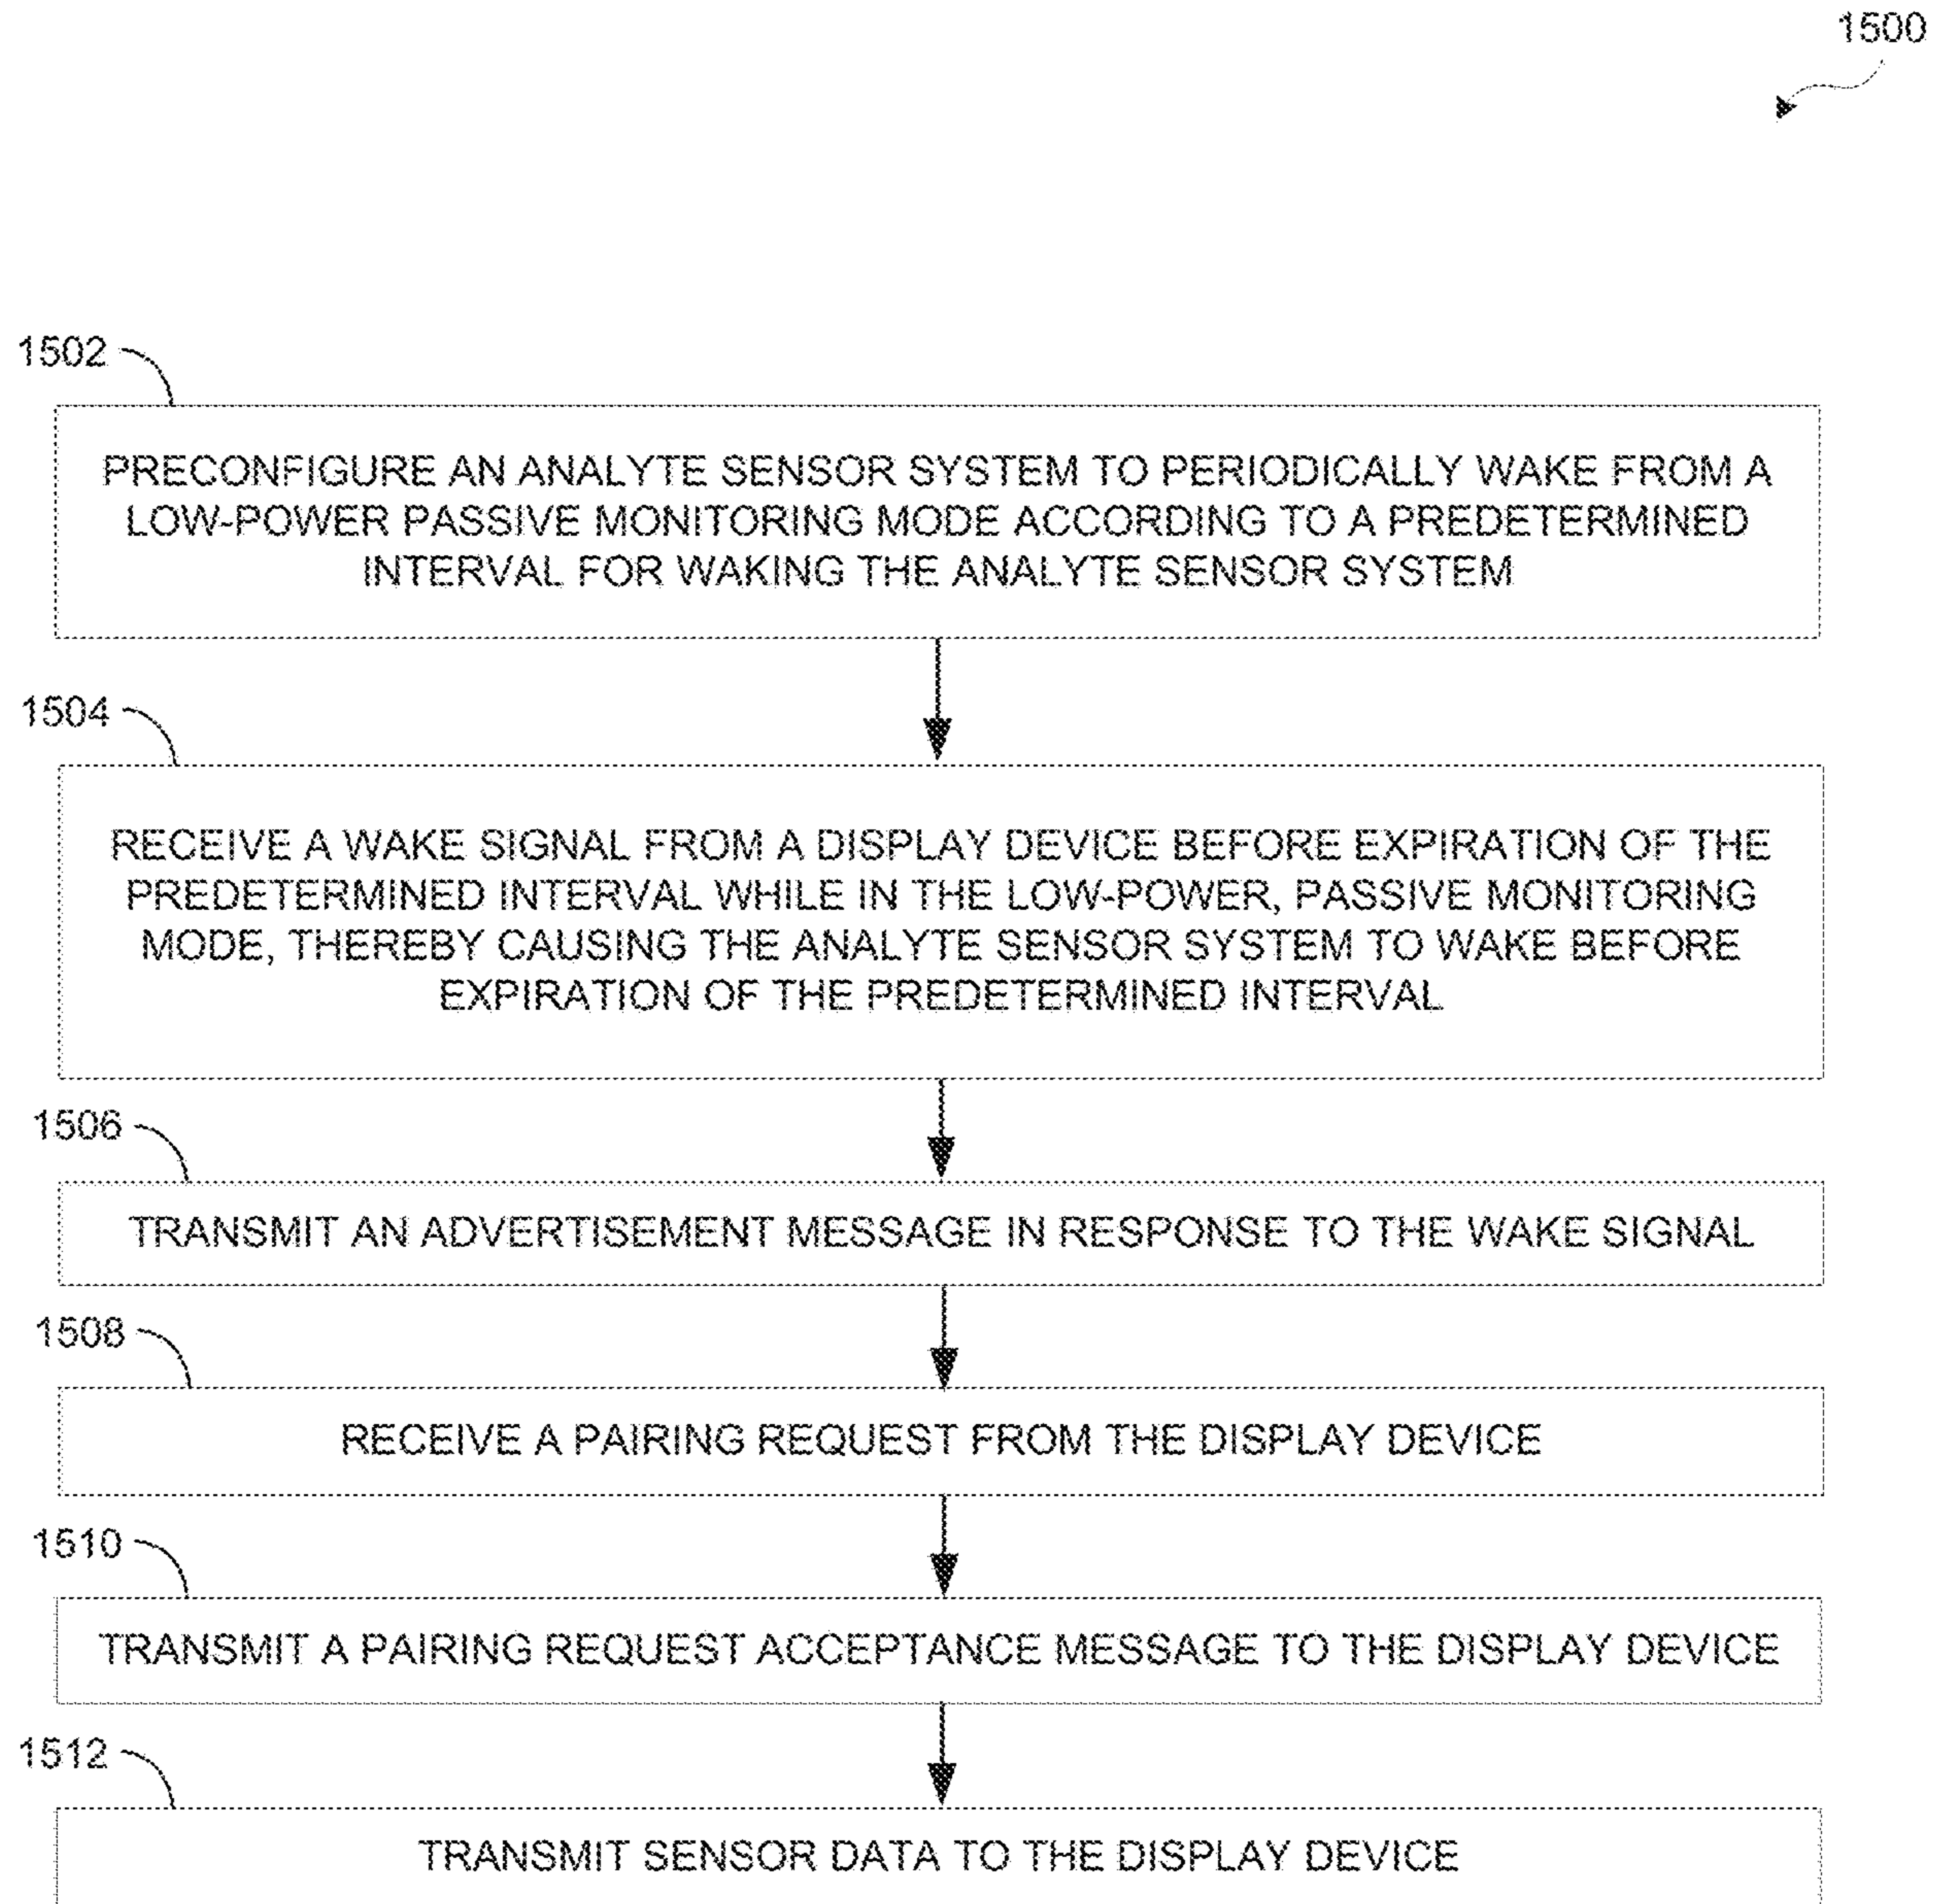 1500
1502
PRECONFIGURE AN ANALYTE SENSOR SYSTEM TO PERIODICALLY WAKE FROM A
LOW-POWER PASSIVE MONITORING MODE ACCORDING TO A PREDETERMINED
INTERVAL FOR WAKING THE ANALYTE SENSOR SYSTEM
1504
RECEIVE A WAKE SIGNAL FROM A DISPLAY DEVICE BEFORE EXPIRATION OF THE
PREDETERMINED INTERVAL WHILE IN THE LOW-POWER, PASSIVE MONITORING
MODE, THEREBY CAUSING THE ANALYTE SENSOR SYSTEM TO WAKE BEFORE
EXPIRATION OF THE PREDETERMINED INTERVAL
1506
TRANSMIT AN ADVERTISEMENT MESSAGE IN RESPONSE TO THE WAKE SIGNAL
1508
RECEIVE A PAIRING REQUEST FROM THE DISPLAY DEVICE
1510
TRANSMIT A PAIRING REQUEST ACCEPTANCE MESSAGE TO THE DISPLAY DEVICE
1512
TRANSMIT SENSOR DATA TO THE DISPLAY DEVICE